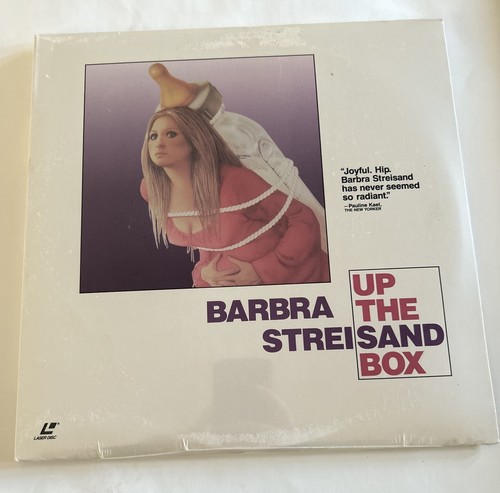 "Joyful. Hip.
Barbra Streisand
has never seemed
so radiant."
—Pauline Kael,
THE NEW YORKER
UP
BARBRA THE
STREISAND
BOX
LASER DISC